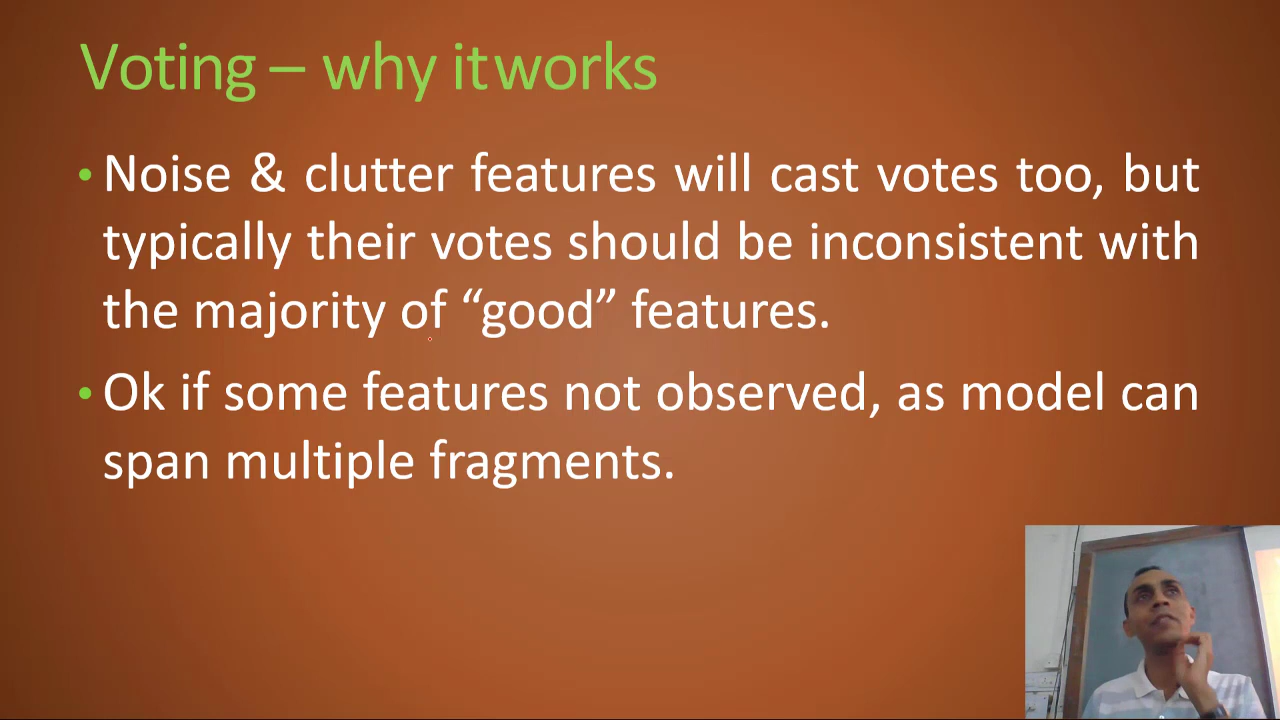 Voting – why it works
• Noise & clutter features will cast votes too, but
typically their votes should be inconsistent with
the majority of “good” features.
• Ok if some features not observed, as model can
span multiple fragments.